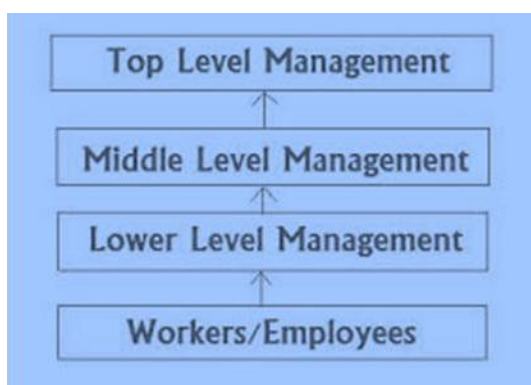 Top Level Management
Middle Level Management
Lower Level Management
Workers/Employees